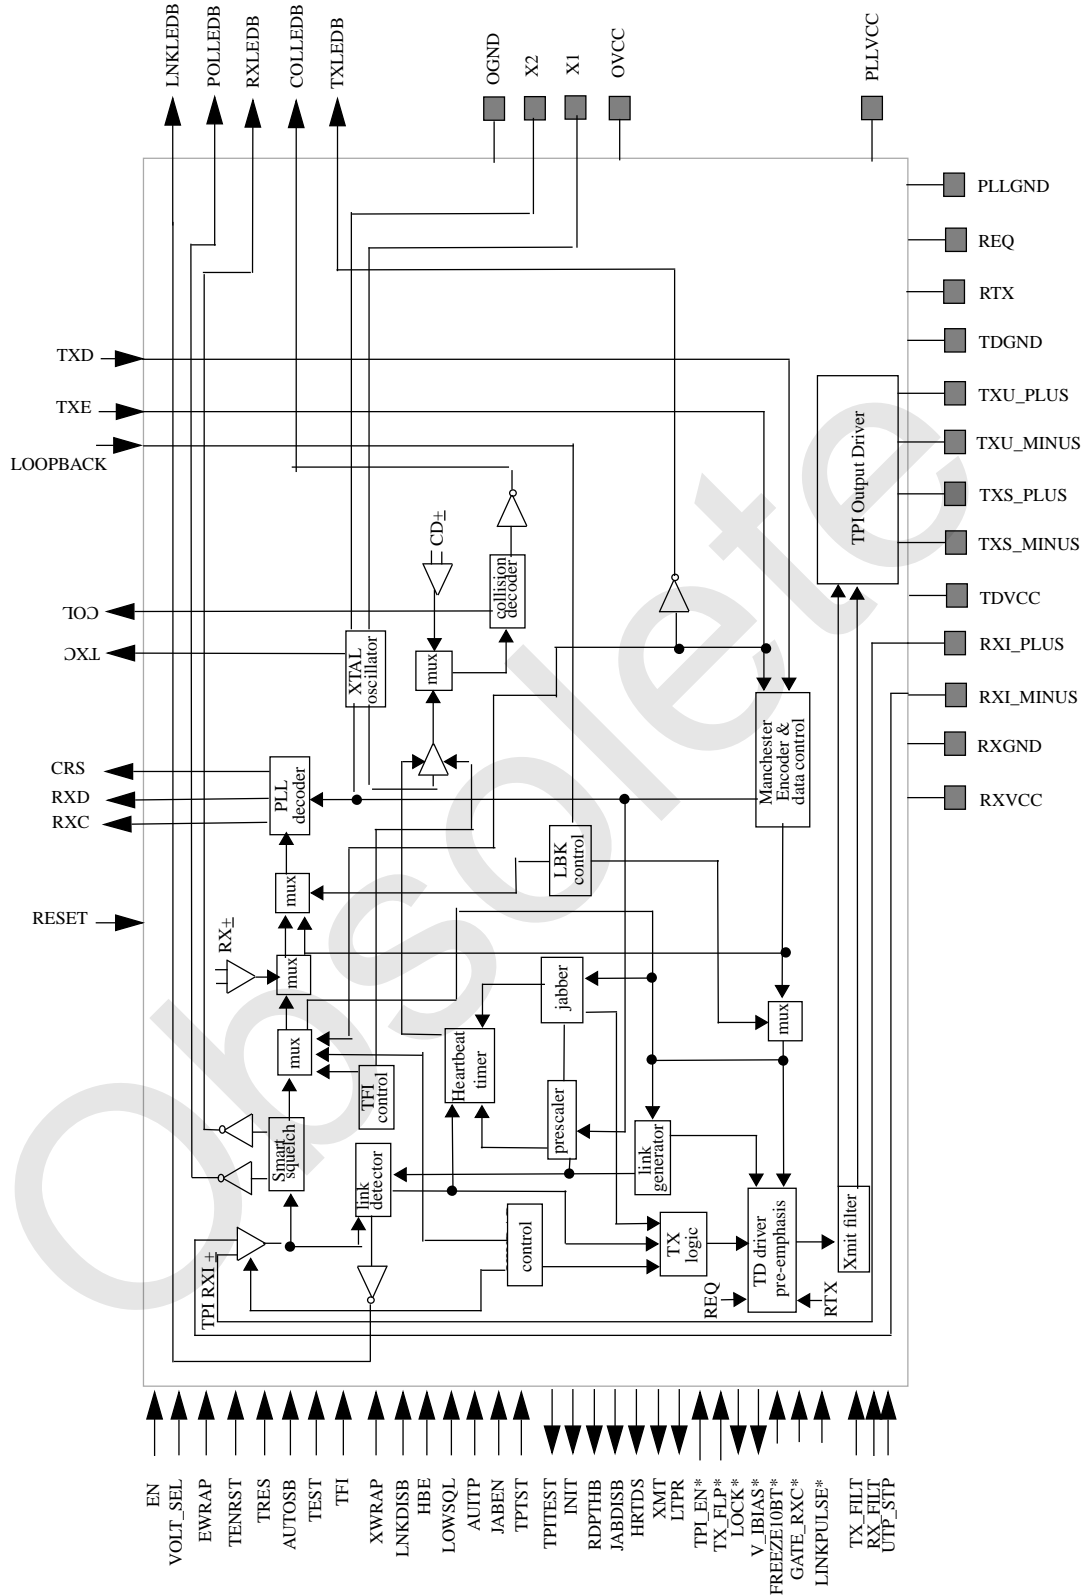 LNKLEDB
POLLEDB
RXLEDB
COLLEDB
TXLEDB
OGND
X2
X1
OVCC
PLLVCC
PLLGND
REQ
RTX
TDGND
TXU_PLUS
TXU_MINUS
TXS_PLUS
TXS_MINUS
TDVCC
RXI_PLUS
RXI_MINUS
RXGND
RXVCC
TXD
TXE
LOOPBACK
COL
TXC
CRS
RXD
RXC
RESET
TPI Output Driver
CD±
collision
decoder
mux
XTAL
oscillator
PLL
decoder
Manchester
Encoder &
data control
LBK
control
mux
RX±
mux
mux
jabber
Heartbeat
timer
mux
TFI
control
prescaler
Smart
squelch
link
detector
link
generator
TPI RXI ±
control
TX
logic
TD driver
pre-emphasis
Xmit filter
REQ
RTX
EN
VOLT_SEL
EWRAP
TENRST
TRES
AUTOSB
TEST
TFI
XWRAP
LNKDISB
HBE
LOWSQL
AUITP
JABEN
TPTST
TPITEST
INIT
RDPTHB
JABDISB
HRTDS
XMT
LTPR
TPI_EN*
TX_FLP*
LOCK*
V_IBIAS*
FREEZE10BT*
GATE_RXC*
LINKPULSE*
TX_FILT
RX_FILT
UTP_STP
Obsolete